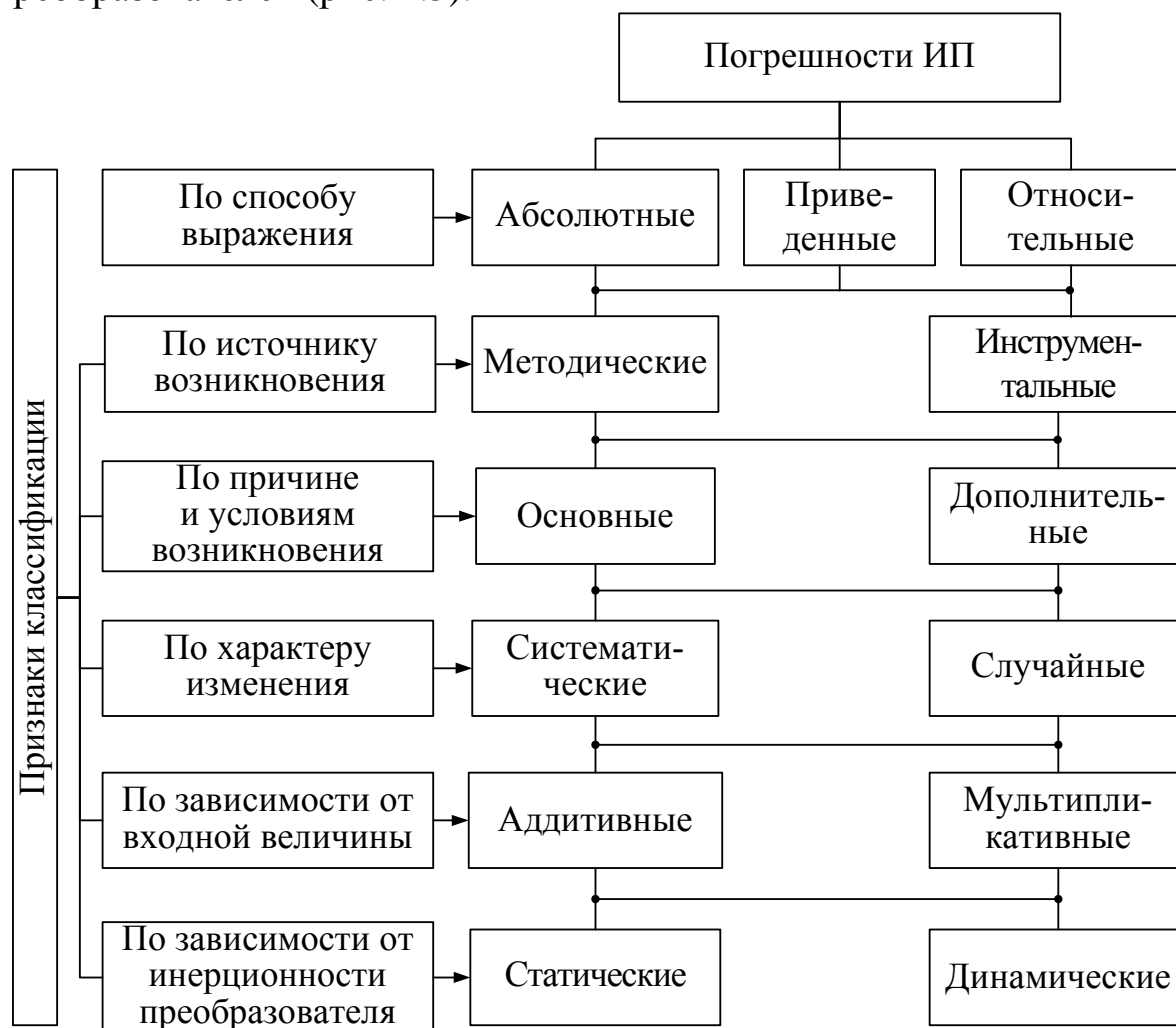 Погрешности ИП
По способу
выражения
Абсолютные
Приве-
денные
Относи-
тельные
По источнику
возникновения
Методические
Инструмен-
тальные
По причине
и условиям
возникновения
Основные
Дополнитель-
ные
Признаки классификации
По характеру
изменения
Системати-
ческие
Случайные
По зависимости от
входной величины
Аддитивные
Мультипли-
кативные
По зависимости от
инерционности
преобразователя
Статические
Динамические